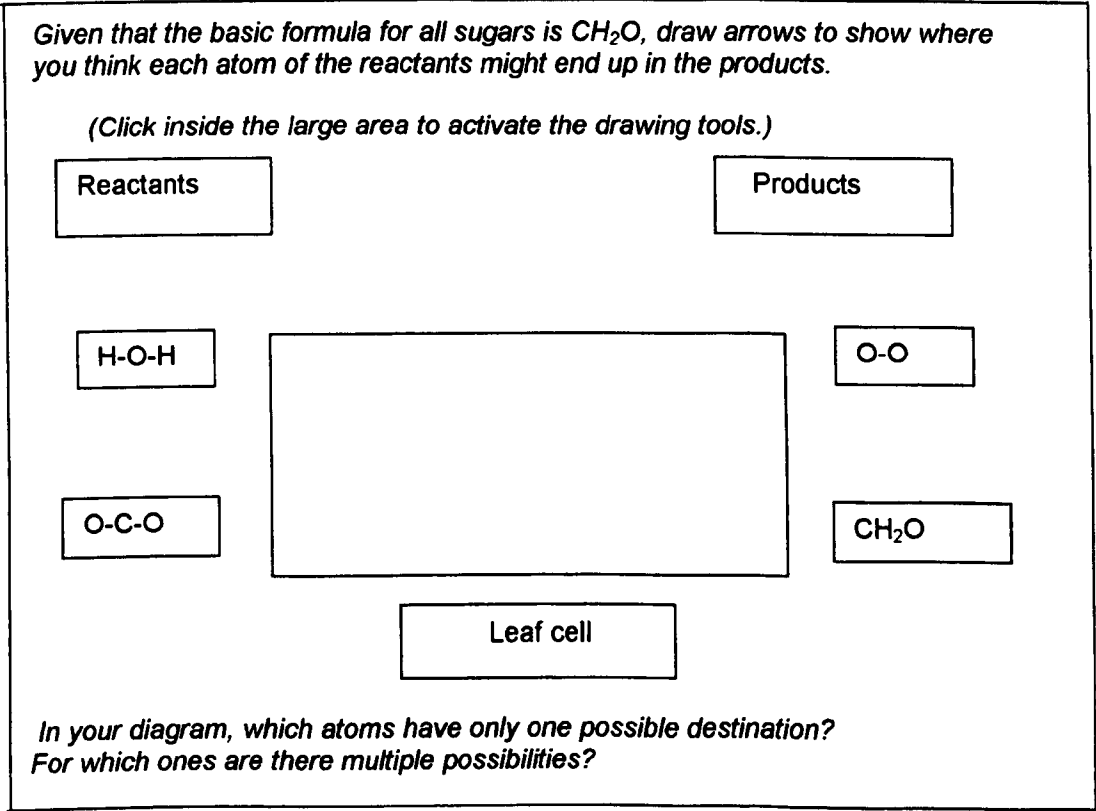 Given that the basic formula for all sugars is CH₂O, draw arrows to show where
you think each atom of the reactants might end up in the products.
(Click inside the large area to activate the drawing tools.)
Reactants
Products
H-O-H
O-O
O-C-O
CH₂O
Leaf cell
In your diagram, which atoms have only one possible destination?
For which ones are there multiple possibilities?